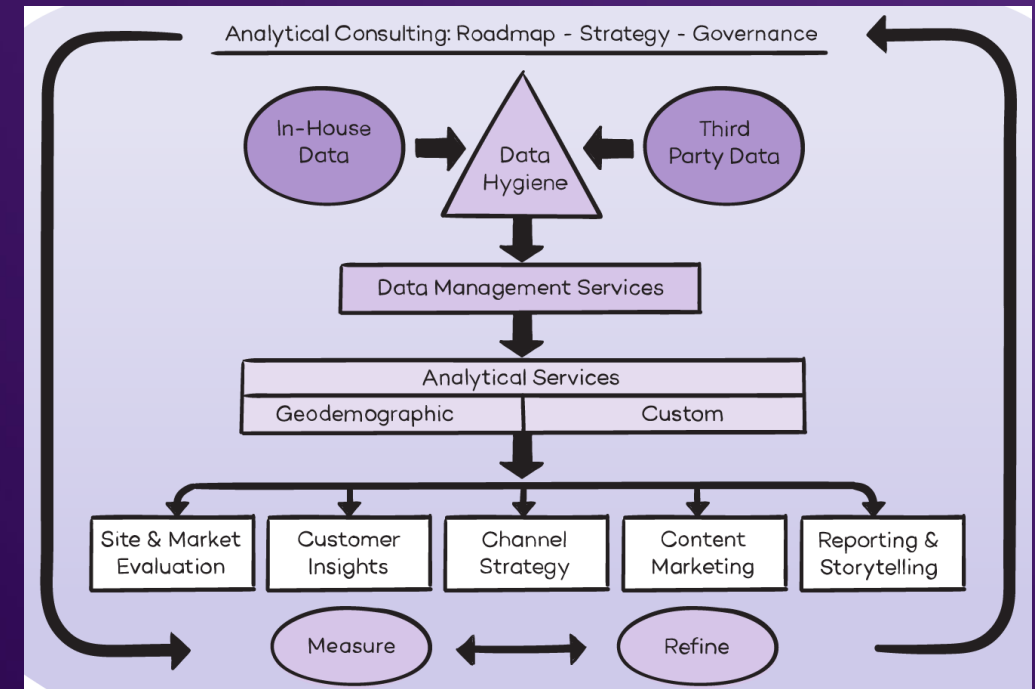 Analytical Consulting: Roadmap - Strategy - Governance
In-House
Data
Data
Hygiene
Third
Party Data
Data Management Services
Analytical Services
Geodemographic
Custom
Site & Market
Evaluation
Customer
Insights
Channel
Strategy
Content
Marketing
Reporting &
Storytelling
Measure
Refine